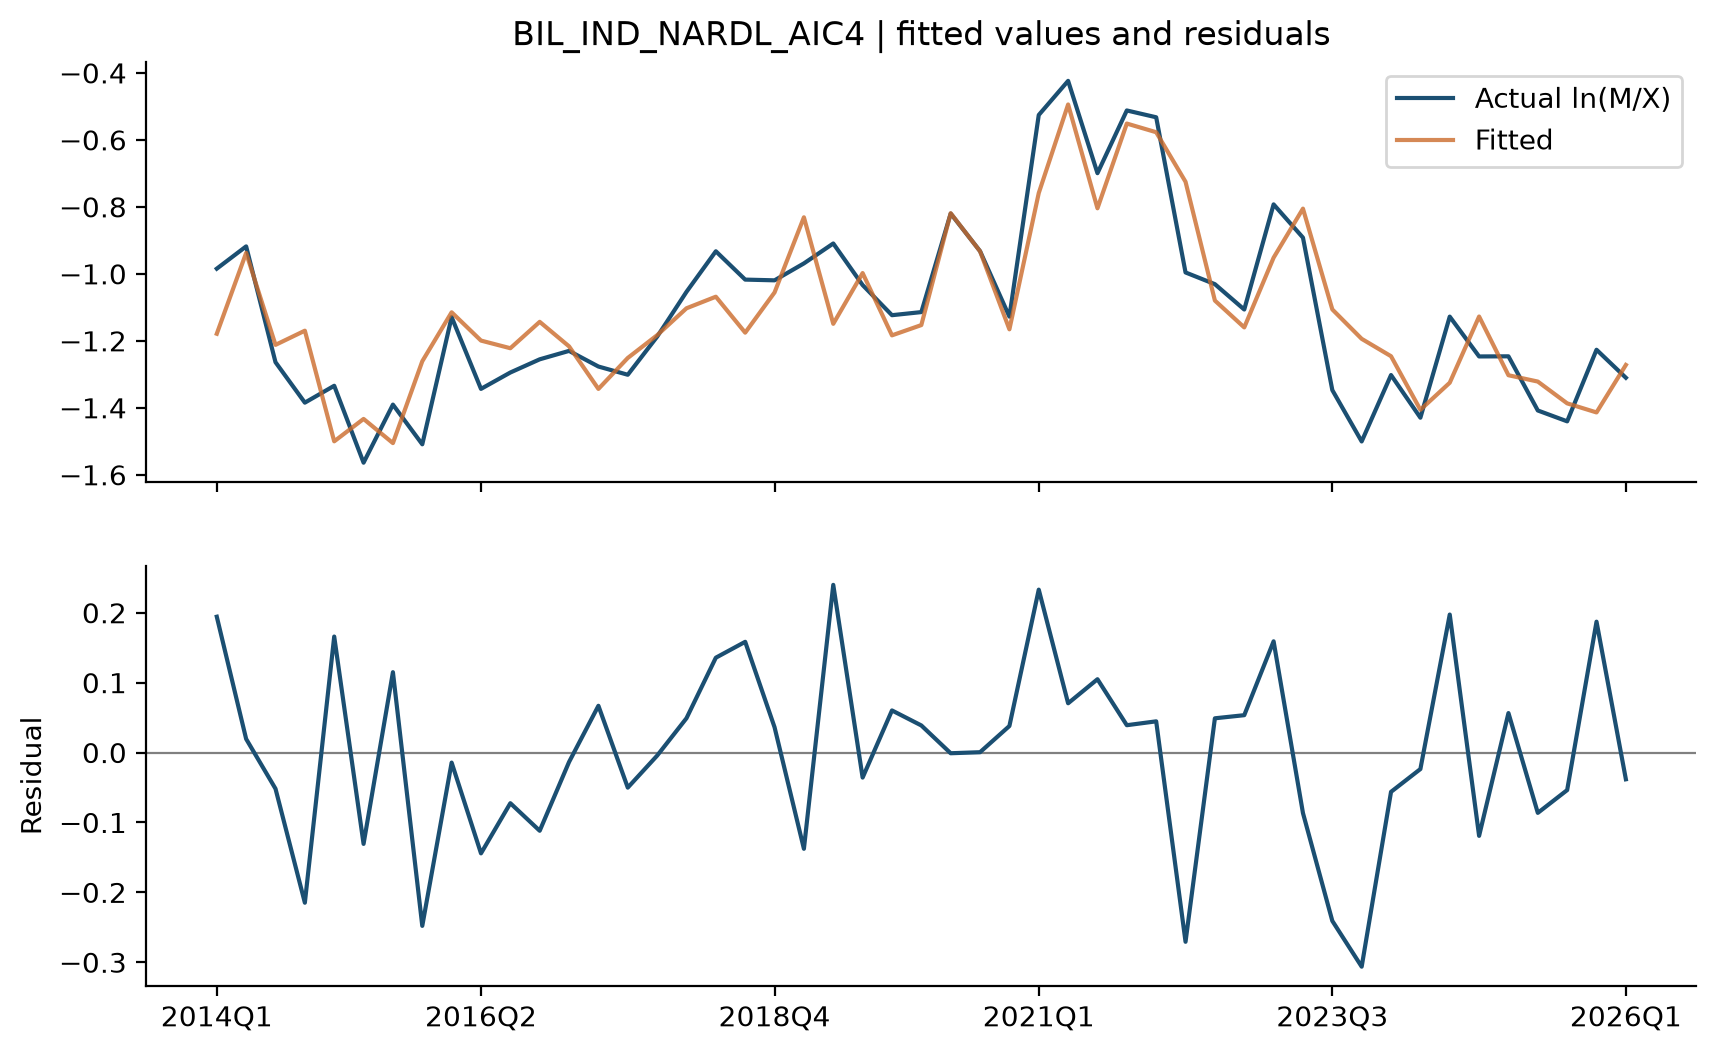 BIL_IND_NARDL_AIC4 | fitted values and residuals
−0.4
−0.6
−0.8
−1.0
−1.2
−1.4
−1.6
Actual ln(M/X)
Fitted
Residual
0.2
0.1
0.0
−0.1
−0.2
−0.3
2014Q1 2016Q2 2018Q4 2021Q1 2023Q3 2026Q1